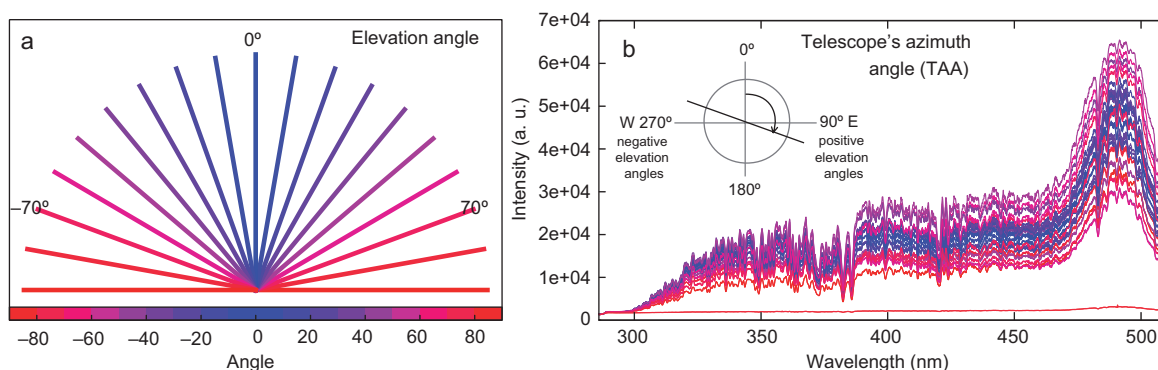 a
Elevation angle
0º
–70º
70º
–80 –60 –40 –20 0 20 40 60 80
Angle
b
Telescope's azimuth
angle (TAA)
0º
W 270º
negative
elevation
angles
90º E
positive
elevation
angles
180º
Intensity (a. u.)
7e+04
6e+04
5e+04
4e+04
3e+04
2e+04
1e+04
0
300 350 400 450 500
Wavelength (nm)